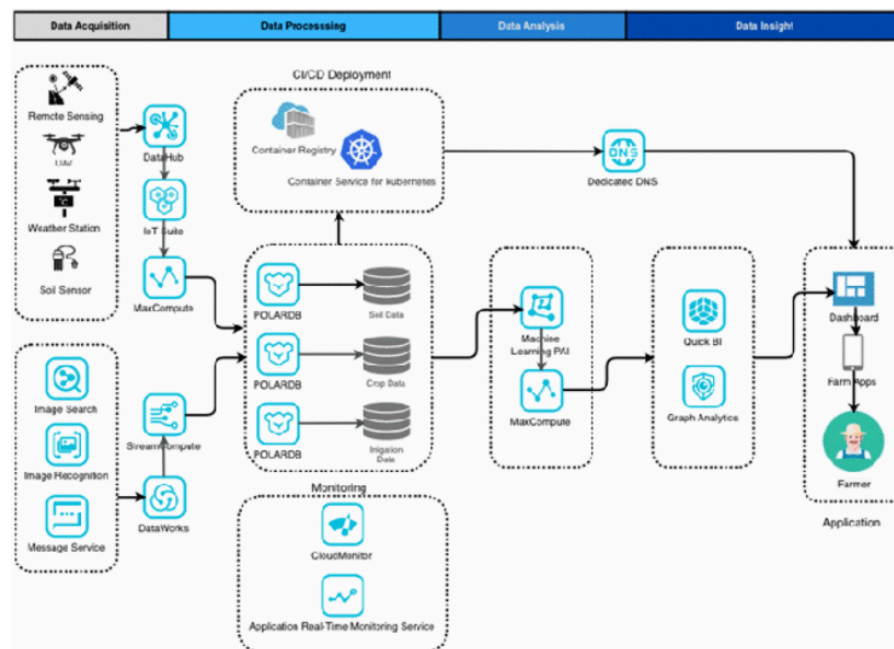 Data Acquisition
Data Processsing
Data Analysis
Data Insight
Remote Sensing
UAV
Weather Station
Soil Sensor
DataHub
IoT Suite
MaxCompute
Image Search
Image Recognition
Message Service
StreamCompute
DataWorks
CI/CD Deployment
Container Registry
Container Service for kubernetes
POLARDB
Soil Data
POLARDB
Crop Data
POLARDB
Irrigation
Data
Monitoring
CloudMonitor
Application Real-Time Monitoring Service
Machine
Learning PAI
MaxCompute
DNS
Dedicated DNS
Quick BI
Graph Analytics
Dashboard
Farm Apps
Farmer
Application